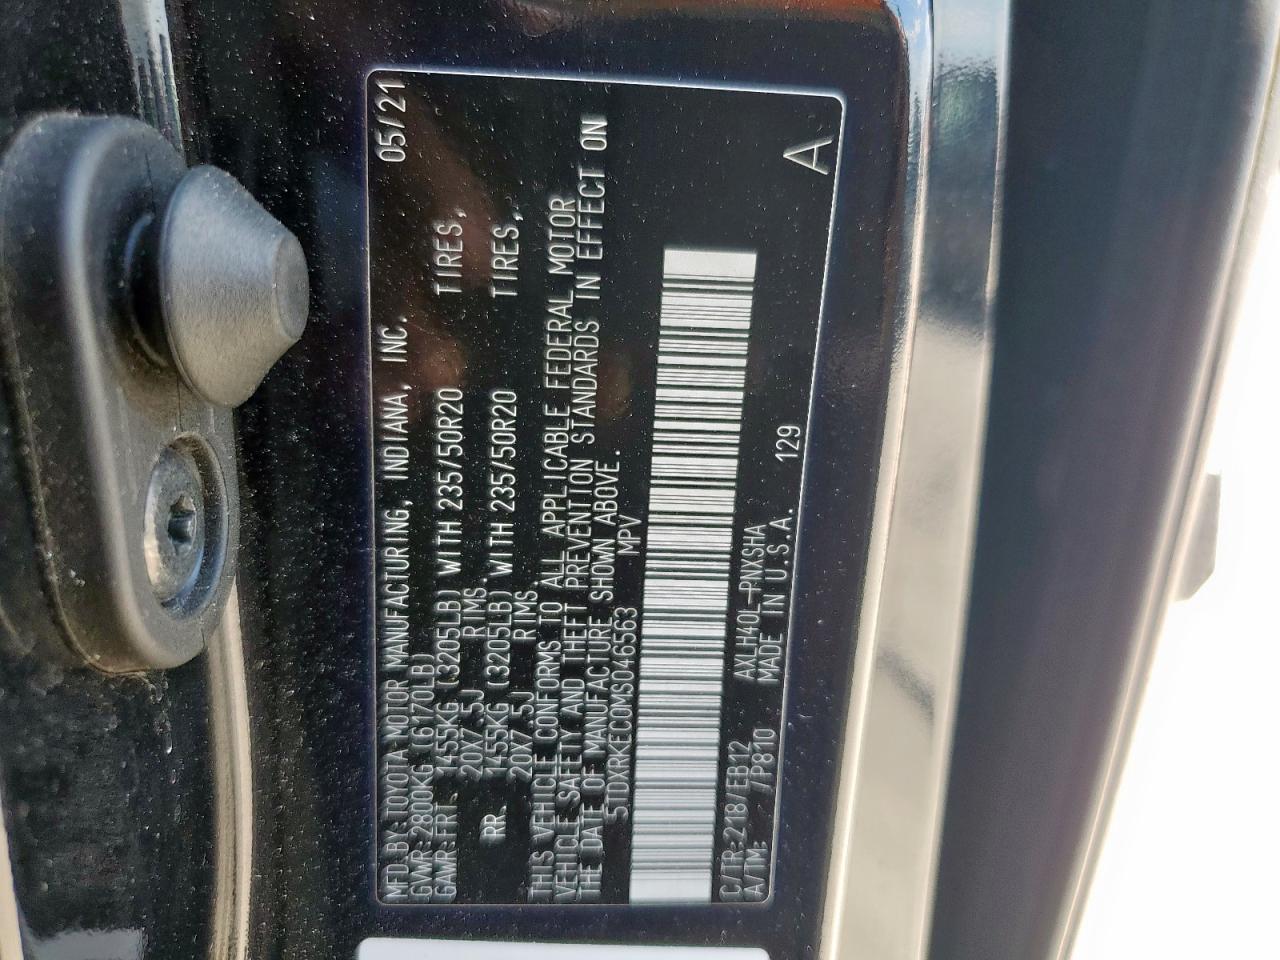 MFD.BY:TOYOTA MOTOR MANUFACTURING, INDIANA, INC. 05/21
GVWR:2800KG (6170LB)
GAWR:FRT. 1455KG (3205LB) WITH 235/50R20 TIRES,
20X7.5J RIMS.
RR. 1455KG (3205LB) WITH 235/50R20 TIRES,
20X7.5J RIMS.
THIS VEHICLE CONFORMS TO ALL APPLICABLE FEDERAL MOTOR
VEHICLE SAFETY AND THEFT PREVENTION STANDARDS IN EFFECT ON
THE DATE OF MANUFACTURE SHOWN ABOVE.
5TDXRKEC0MS046563 MPV
C/TR:218/EB12 AXLH40L-PNXSHA
A/TM: /P810 MADE IN U.S.A. 129 A